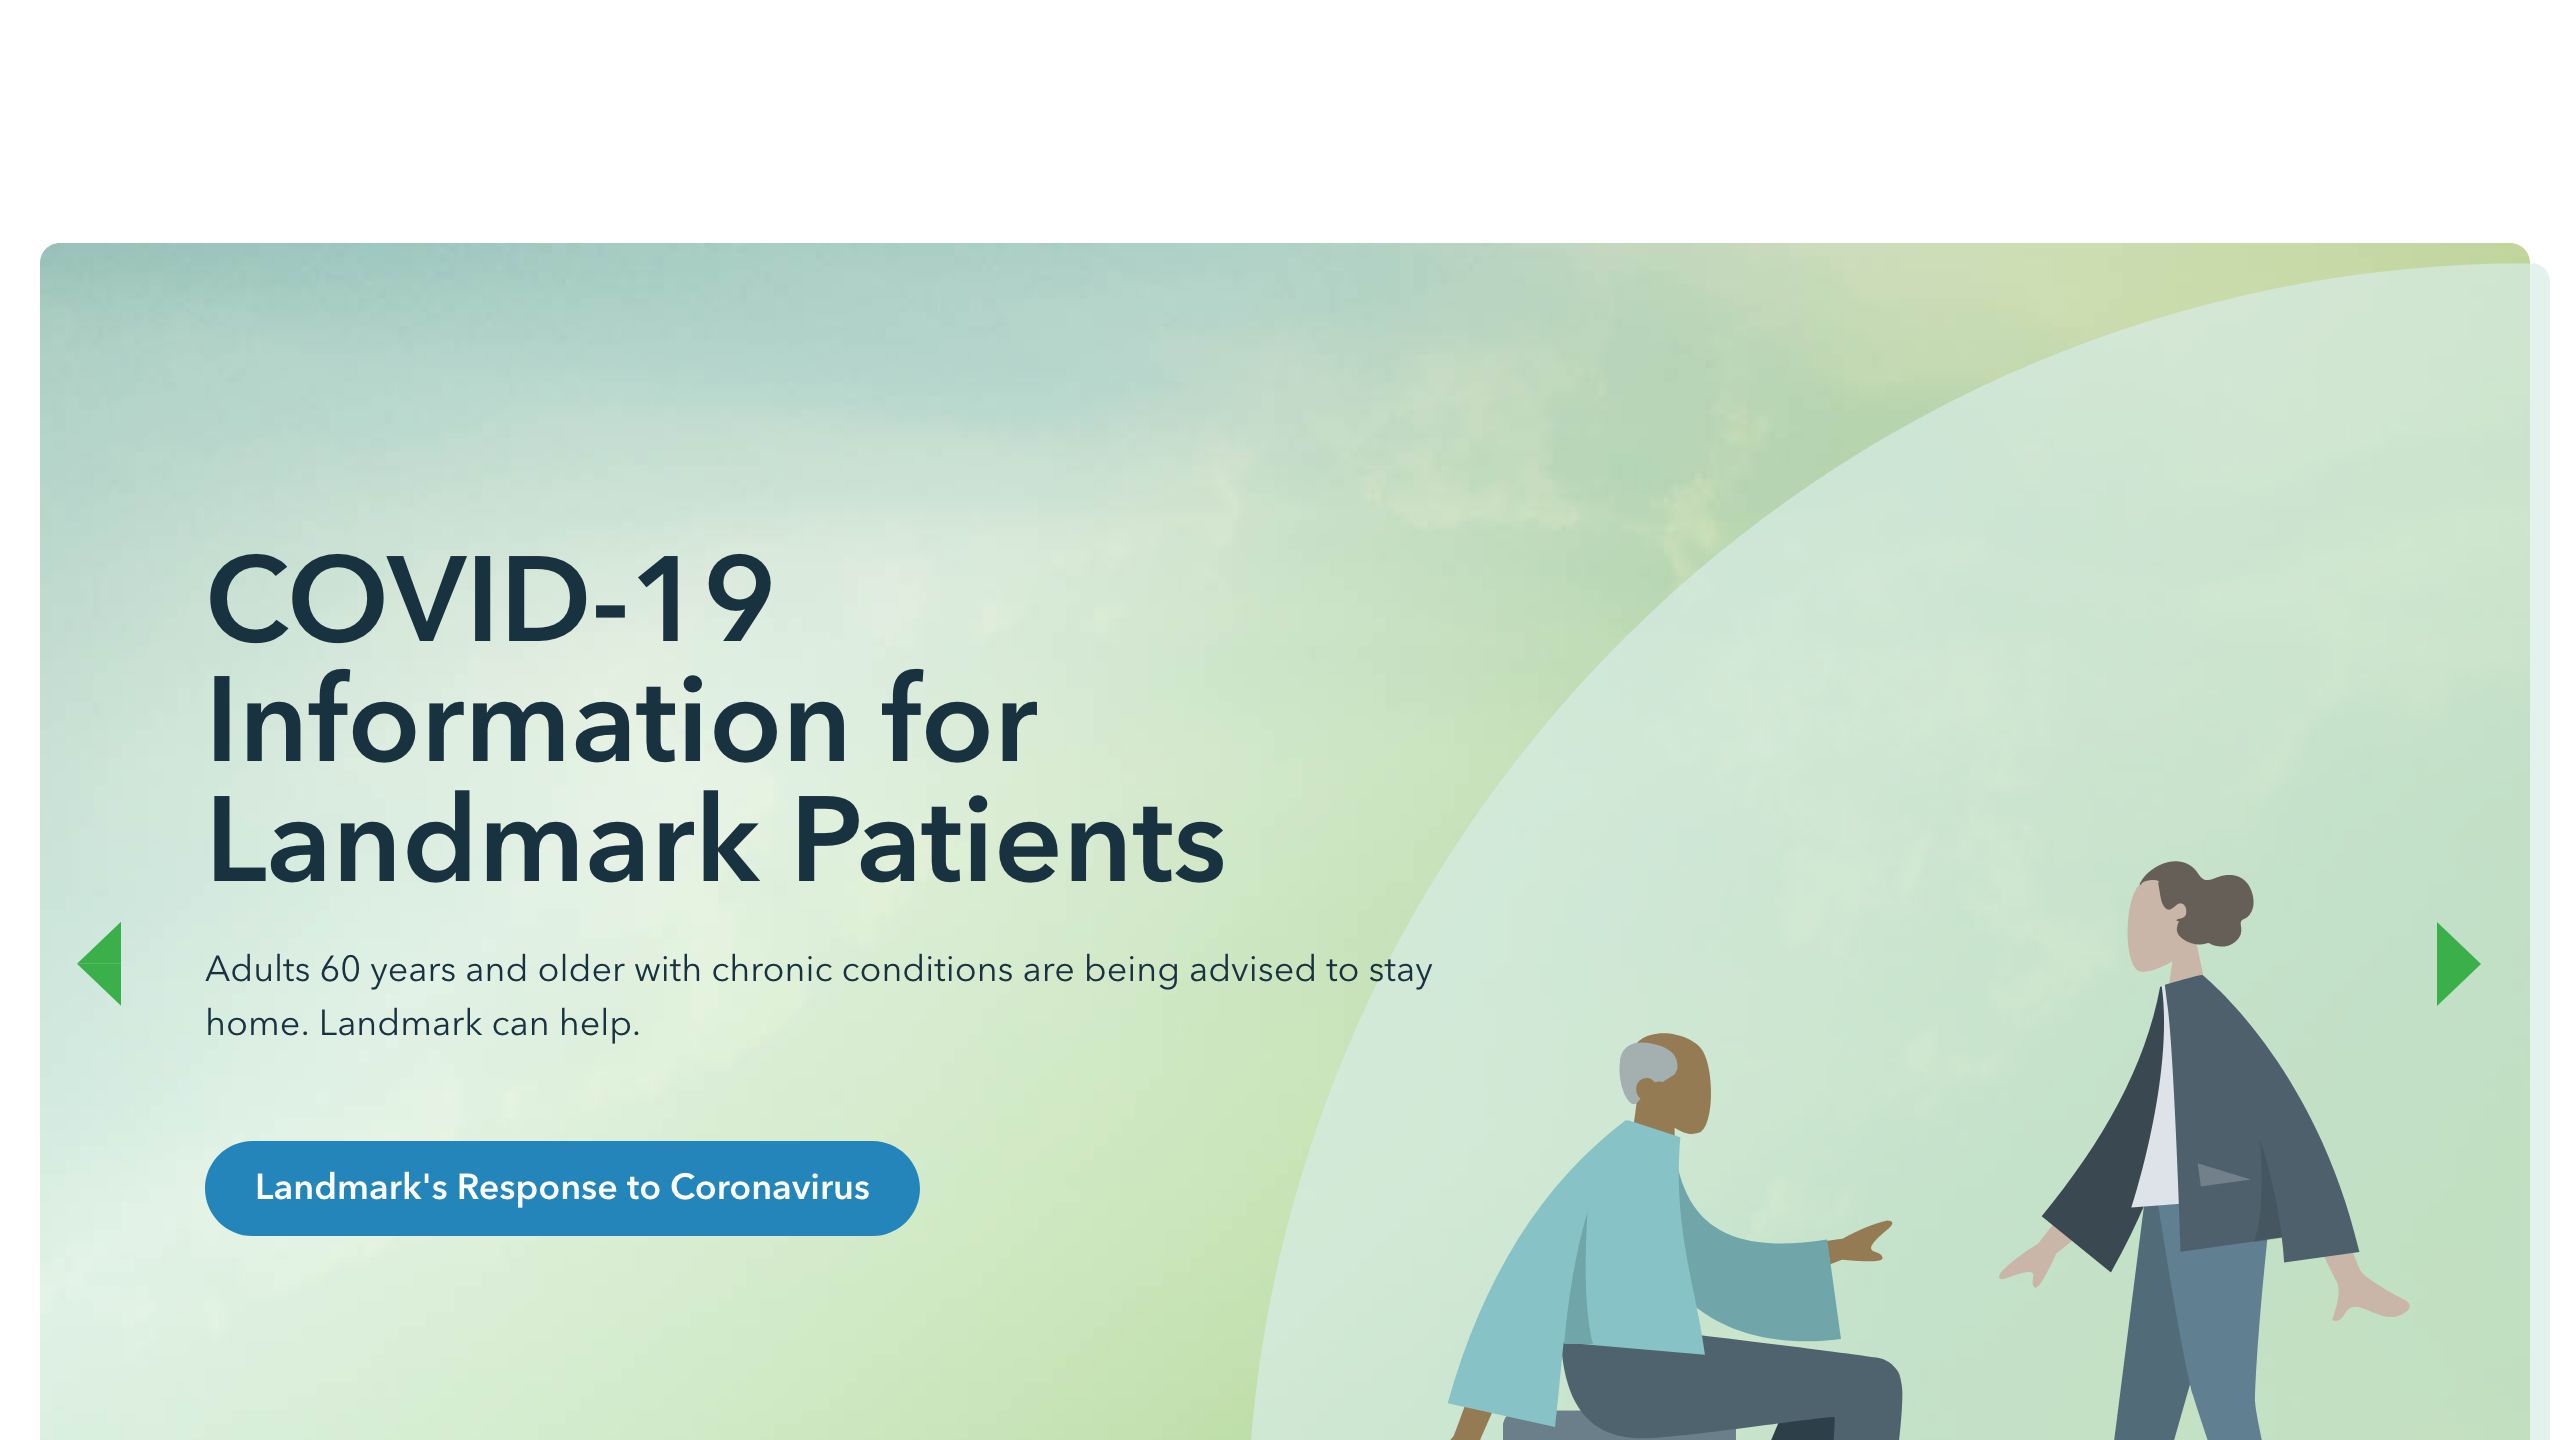 COVID-19
Information for
Landmark Patients
Adults 60 years and older with chronic conditions are being advised to stay
home. Landmark can help.
Landmark's Response to Coronavirus